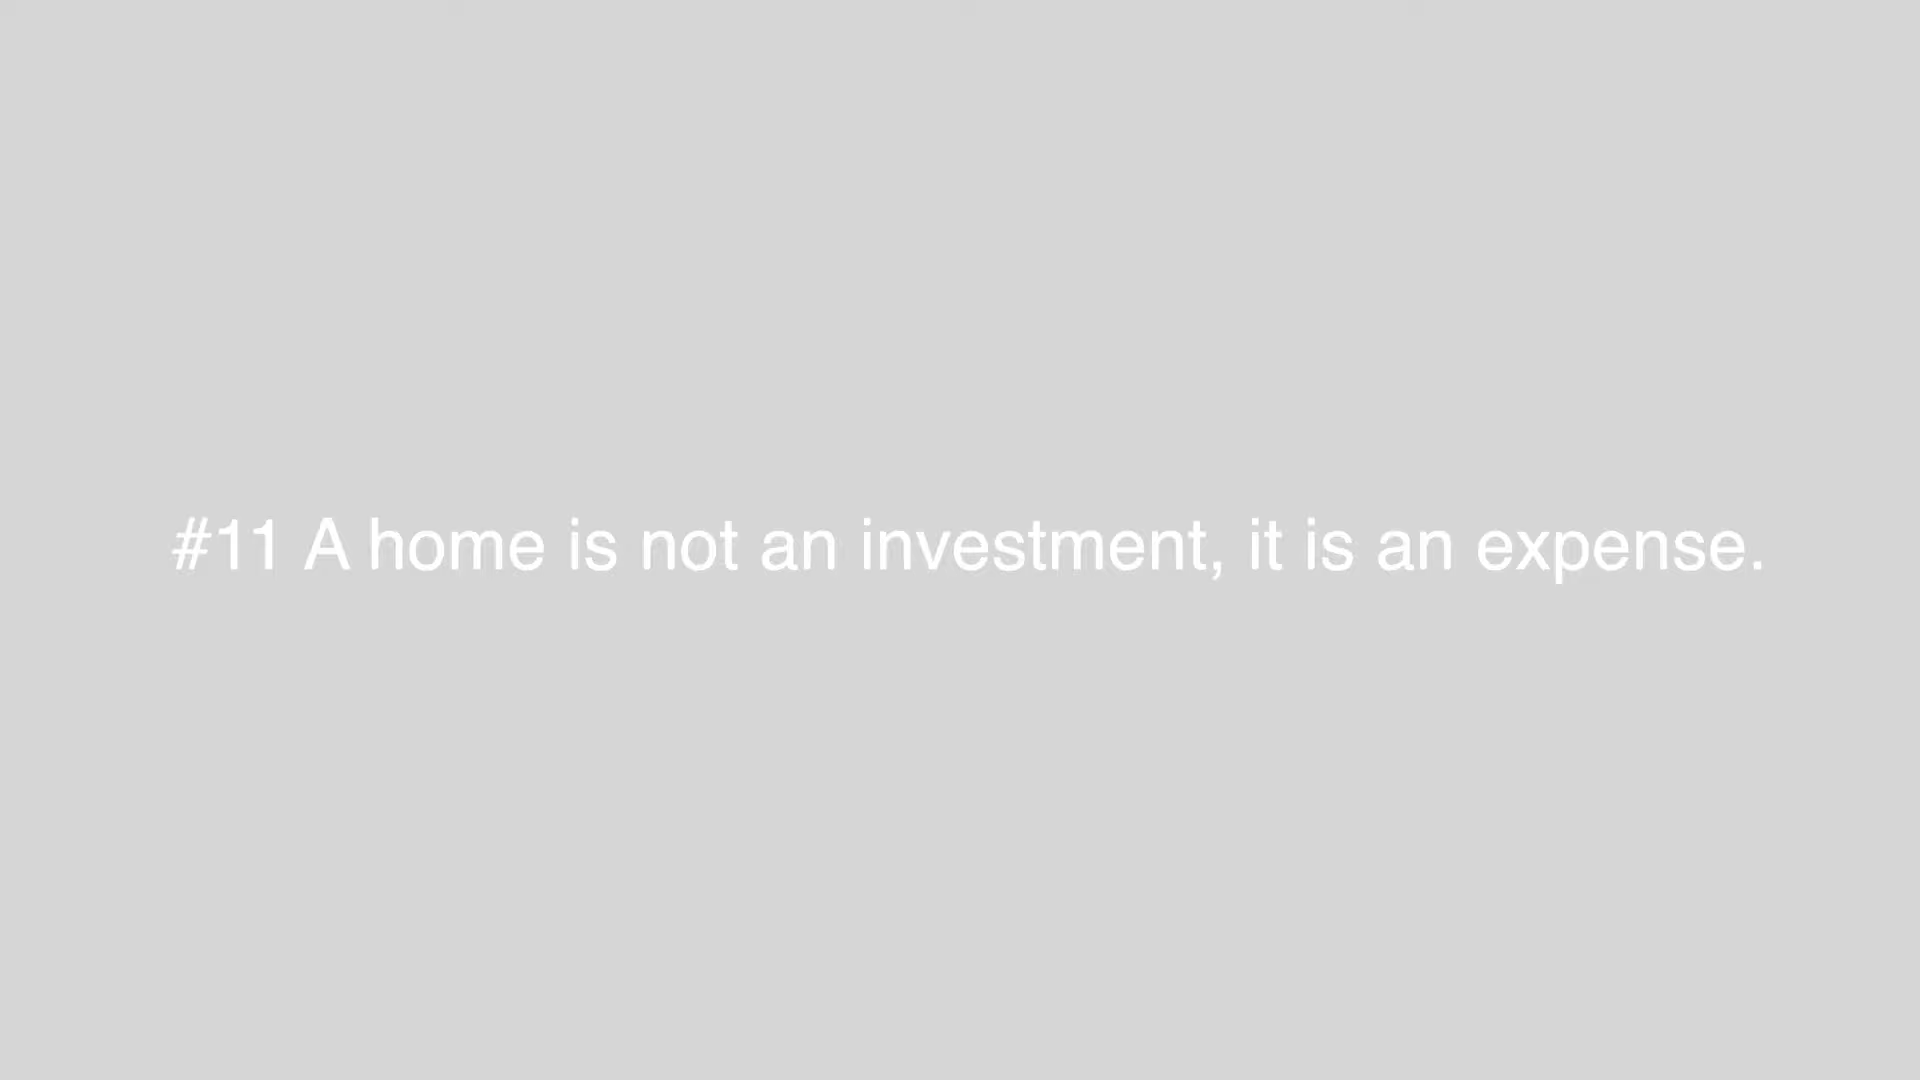 #11 A home is not an investment, it is an expense.